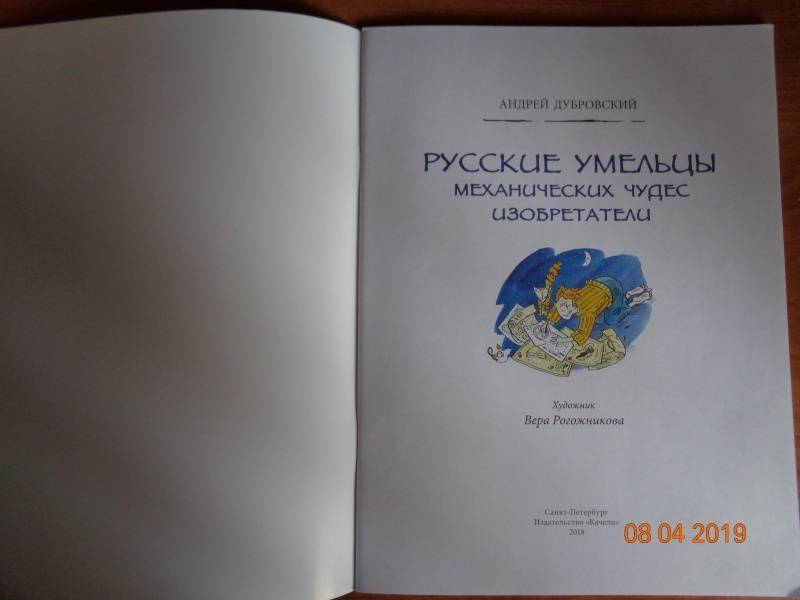 АНДРЕЙ ДУБРОВСКИЙ
РУССКИЕ УМЕЛЬЦЫ
МЕХАНИЧЕСКИХ ЧУДЕС
ИЗОБРЕТАТЕЛИ
Художник
Вера Рогожникова
Санкт-Петербург
Издательство «Качели»
2018
08 04 2019